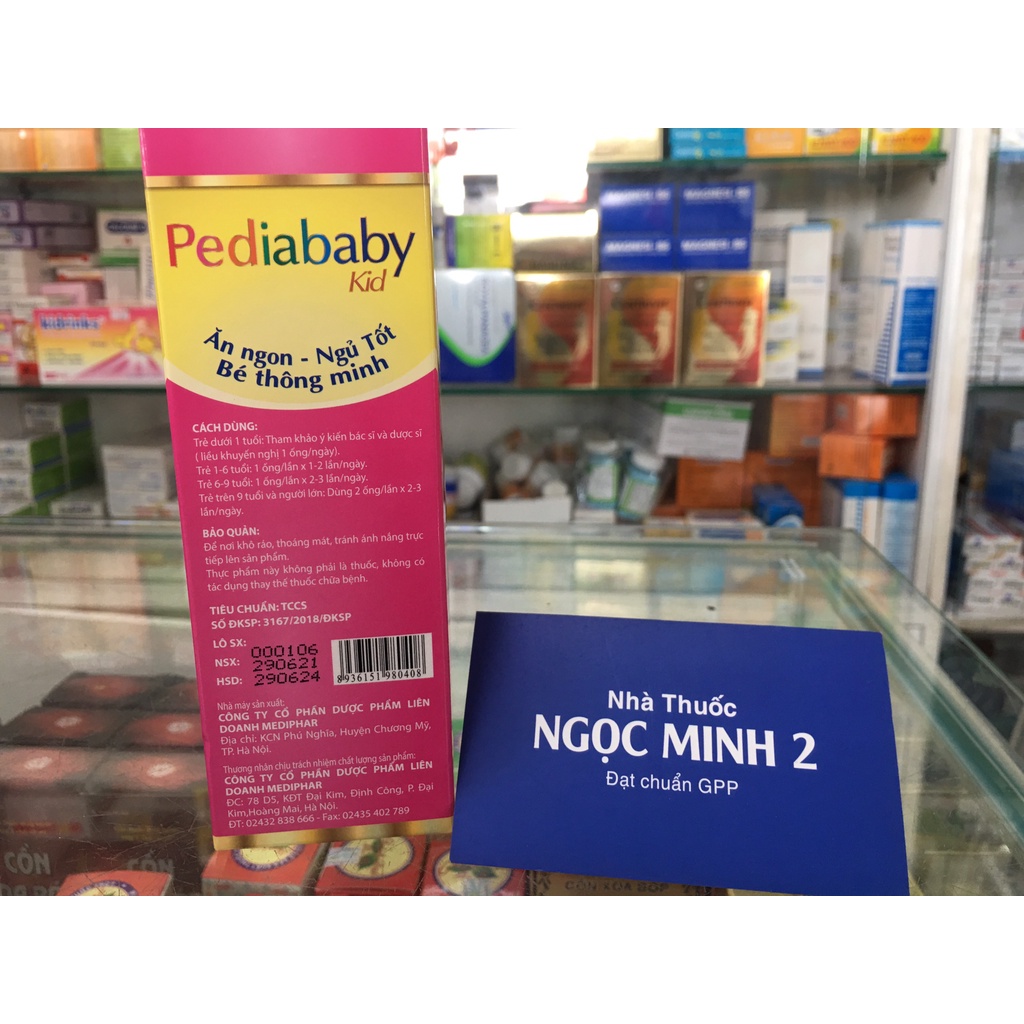 Pediababy
Kid
Ăn ngon - Ngủ Tốt
Bé thông minh
CÁCH DÙNG:
Trẻ dưới 1 tuổi: Tham khảo ý kiến bác sĩ và dược sĩ
( liều khuyến nghị 1 ống/ngày).
Trẻ 1-6 tuổi: 1 ống/lần x 1-2 lần/ngày.
Trẻ 6-9 tuổi: 1 ống/lần x 2-3 lần/ngày.
Trẻ trên 9 tuổi và người lớn: Dùng 2 ống/lần x 2-3
lần/ngày.
BẢO QUẢN:
Để nơi khô ráo, thoáng mát, tránh ánh nắng trực
tiếp lên sản phẩm.
Thực phẩm này không phải là thuốc, không có
tác dụng thay thế thuốc chữa bệnh.
TIÊU CHUẨN: TCCS
SỐ ĐKSP: 3167/2018/ĐKSP
LÔ SX: 000106
NSX: 290621
HSD: 290624
8936151980408
Nhà máy sản xuất:
CÔNG TY CỔ PHẦN DƯỢC PHẨM LIÊN
DOANH MEDIPHAR
Địa chỉ: KCN Phú Nghĩa, Huyện Chương Mỹ,
TP. Hà Nội.
Thương nhân chịu trách nhiệm chất lượng sản phẩm:
CÔNG TY CỔ PHẦN DƯỢC PHẨM LIÊN
DOANH MEDIPHAR
ĐC: 78 D5, KĐT Đại Kim, Định Công, P. Đại
Kim,Hoàng Mai, Hà Nội.
ĐT: 02432 838 666 - Fax: 02435 402 789
Nhà Thuốc
NGỌC MINH 2
Đạt chuẩn GPP
kidrinks
CỒN
CỒN